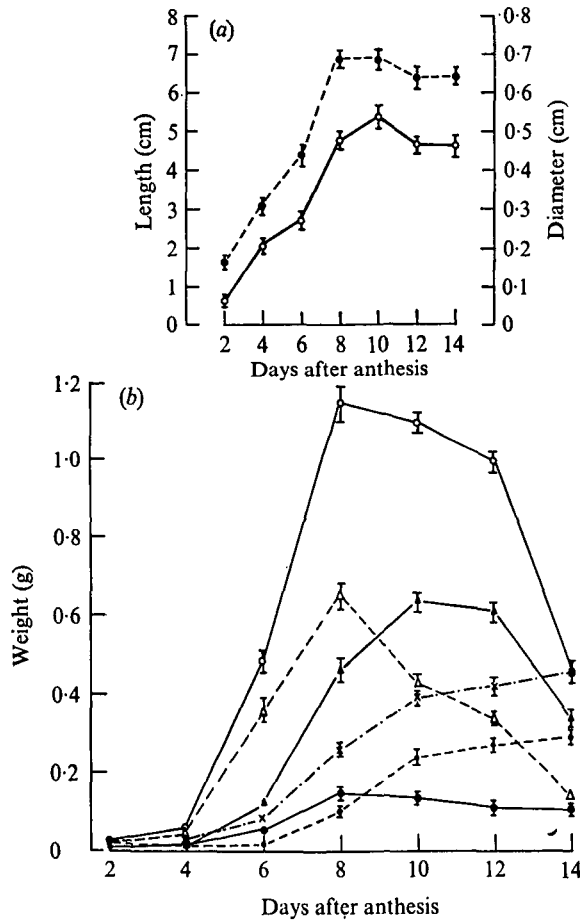 (a)
8
7
6
5
4
3
2
1
0
Length (cm)
0·8
0·7
0·6
0·5
0·4
0·3
0·2
0·1
0
Diameter (cm)
2 4 6 8 10 12 14
Days after anthesis
(b)
1·2
1·0
0·8
0·6
0·4
0·2
0
Weight (g)
2 4 6 8 10 12 14
Days after anthesis